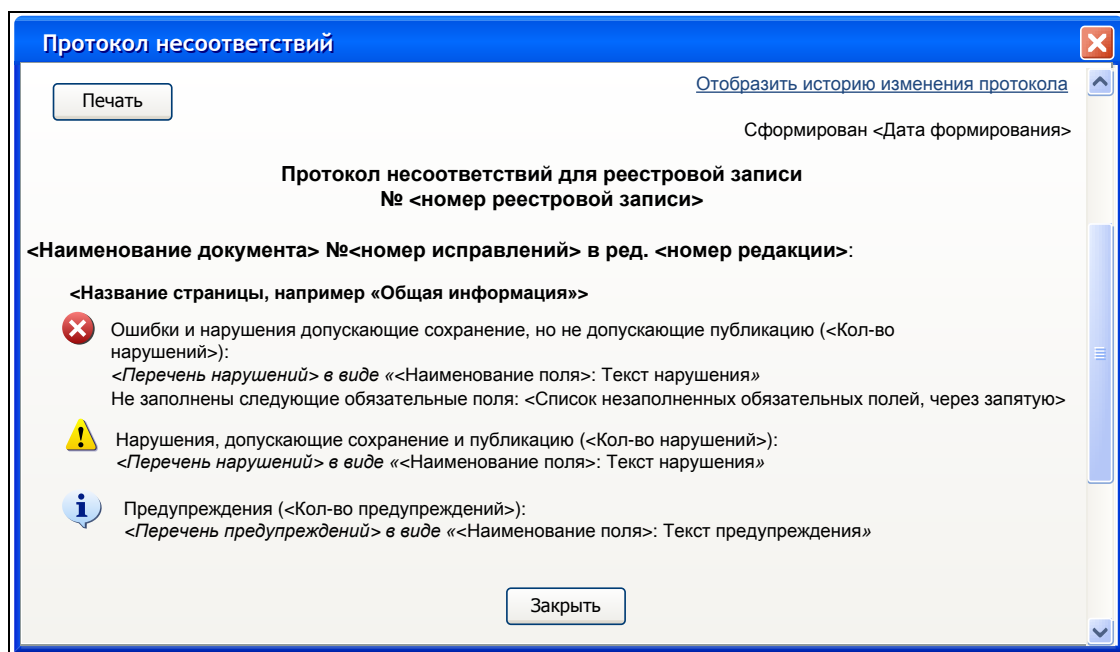 Протокол несоответствий
Печать
Отобразить историю изменения протокола
Сформирован <Дата формирования>
Протокол несоответствий для реестровой записи
№ <номер реестровой записи>
<Наименование документа> №<номер исправлений> в ред. <номер редакции>:
<Название страницы, например «Общая информация»>
Ошибки и нарушения допускающие сохранение, но не допускающие публикацию (<Кол-во
нарушений>):
<Перечень нарушений> в виде «<Наименование поля>: Текст нарушения»
Не заполнены следующие обязательные поля: <Список незаполненных обязательных полей, через запятую>
Нарушения, допускающие сохранение и публикацию (<Кол-во нарушений>):
<Перечень нарушений> в виде «<Наименование поля>: Текст нарушения»
Предупреждения (<Кол-во предупреждений>):
<Перечень предупреждений> в виде «<Наименование поля>: Текст предупреждения»
Закрыть